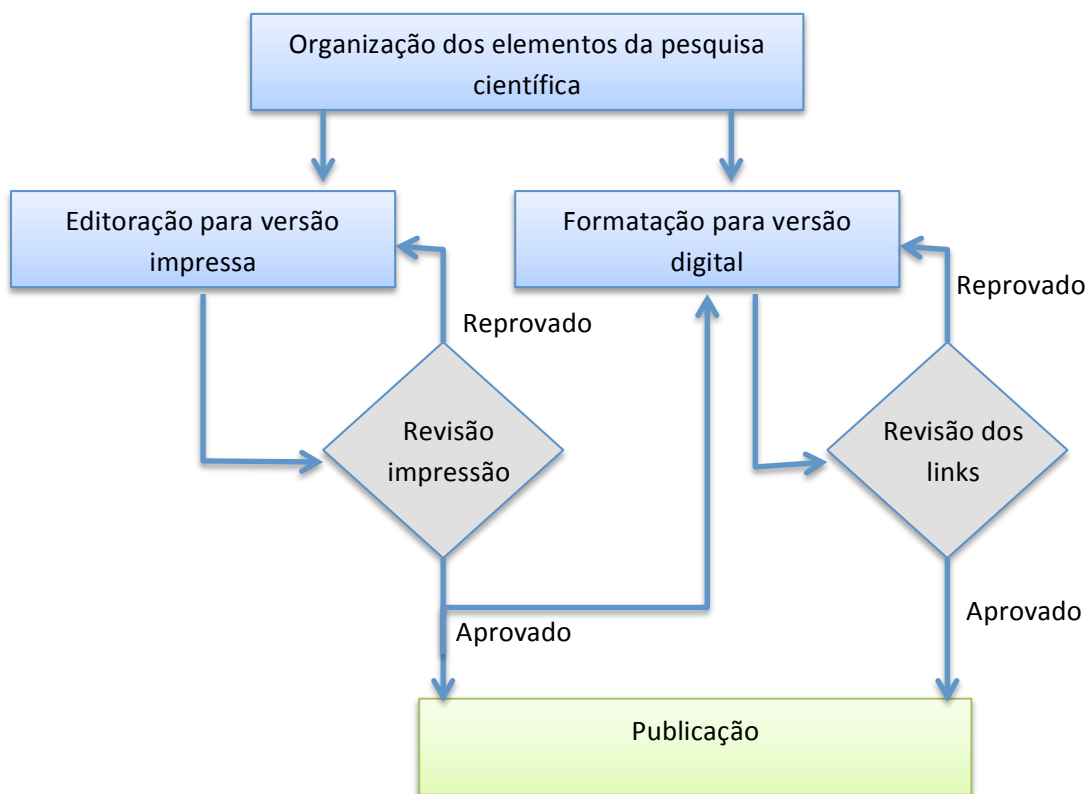 Organização dos elementos da pesquisa
científica
Editoração para versão
impressa
Formatação para versão
digital
Reprovado
Reprovado
Revisão
impressão
Revisão dos
links
Aprovado
Aprovado
Publicação